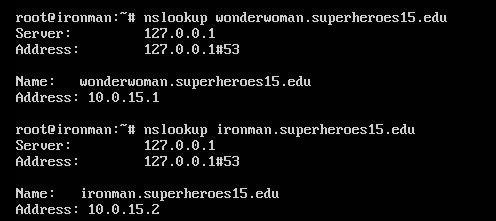 root@ironman:~# nslookup wonderwoman.superheroes15.edu
Server:         127.0.0.1
Address:        127.0.0.1#53
Name:   wonderwoman.superheroes15.edu
Address: 10.0.15.1
root@ironman:~# nslookup ironman.superheroes15.edu
Server:         127.0.0.1
Address:        127.0.0.1#53
Name:   ironman.superheroes15.edu
Address: 10.0.15.2